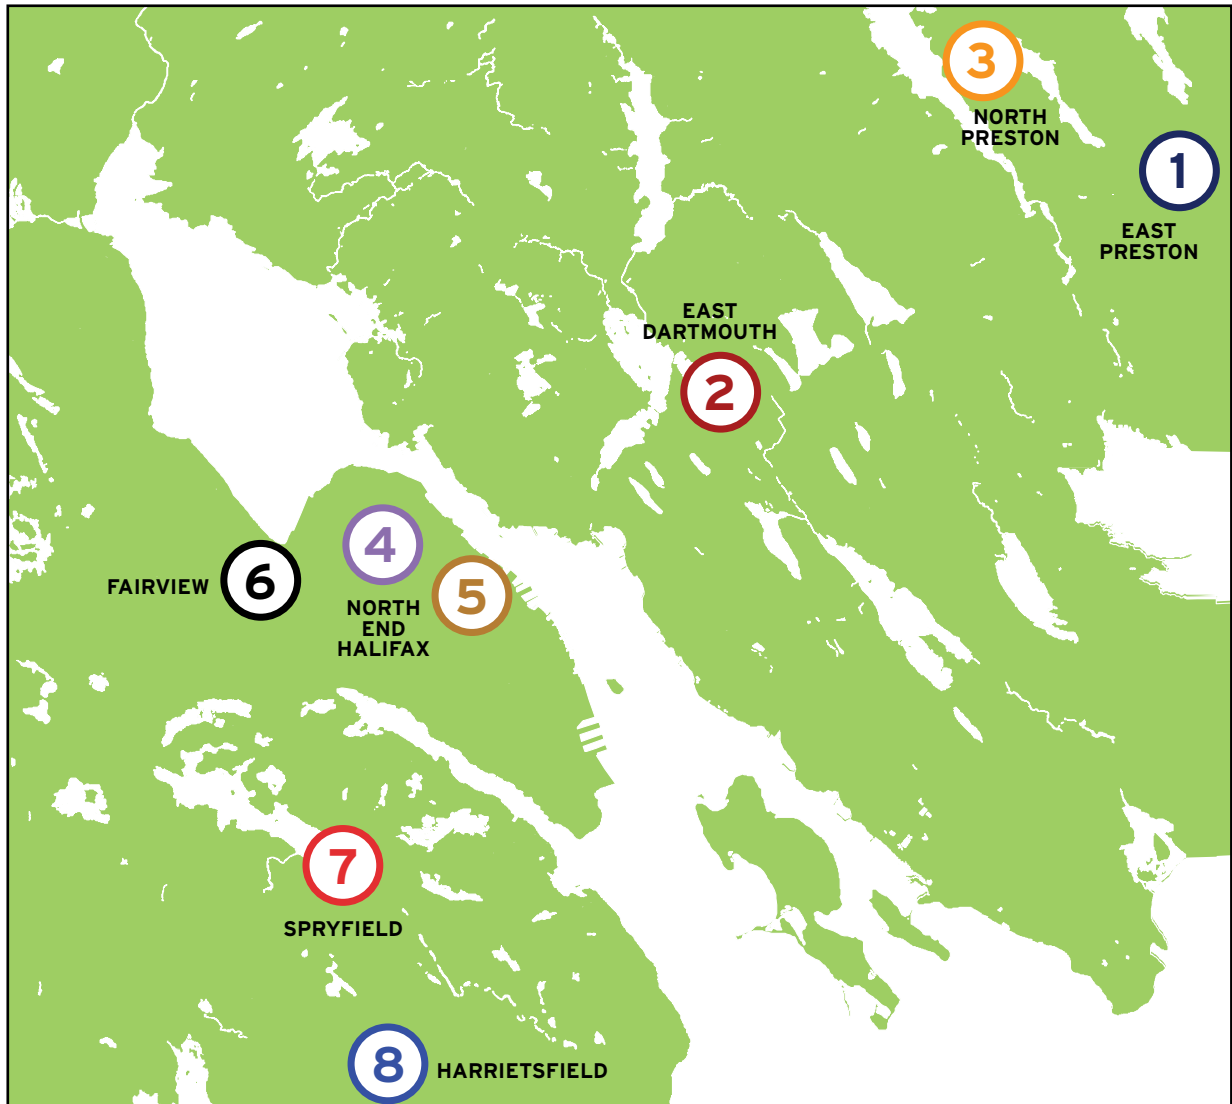 3
NORTH
PRESTON
1
EAST
PRESTON
EAST
DARTMOUTH
2
4
NORTH
END
HALIFAX
5
FAIRVIEW
6
7
SPRYFIELD
8
HARRIETSFIELD